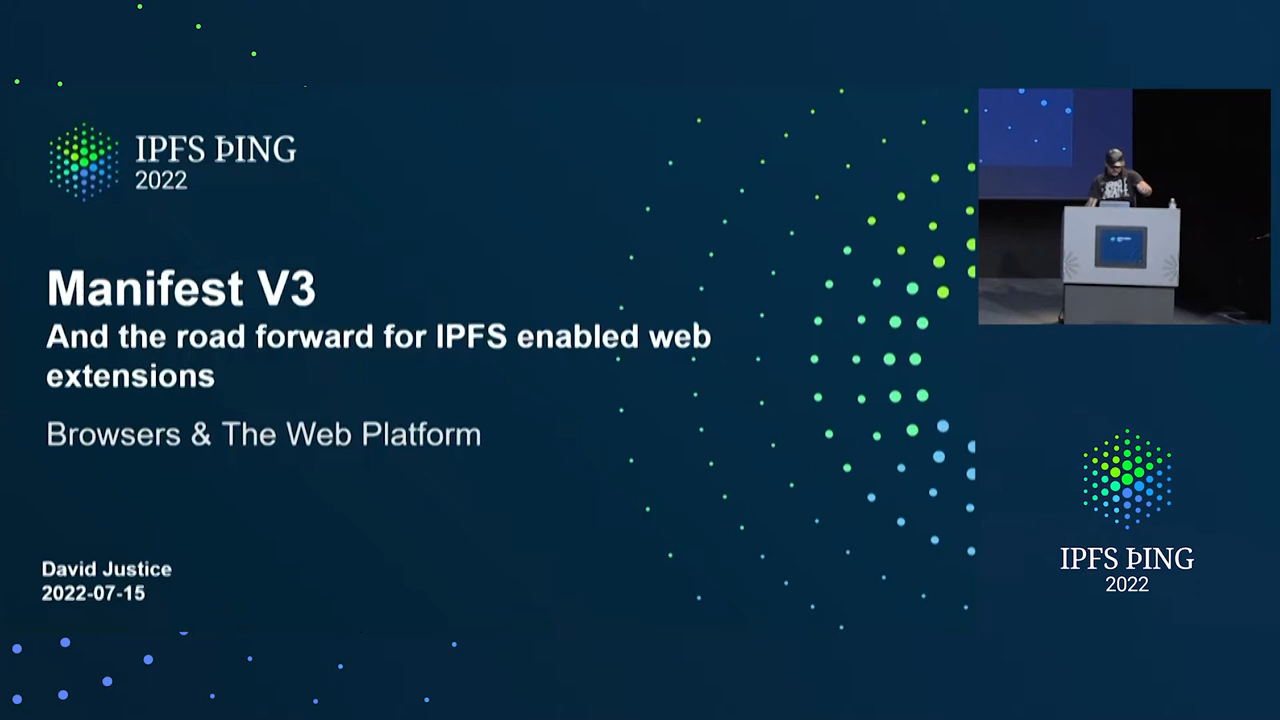 IPFS ÞING
2022
Manifest V3
And the road forward for IPFS enabled web
extensions
Browsers & The Web Platform
David Justice
2022-07-15
IPFS ÞING
2022